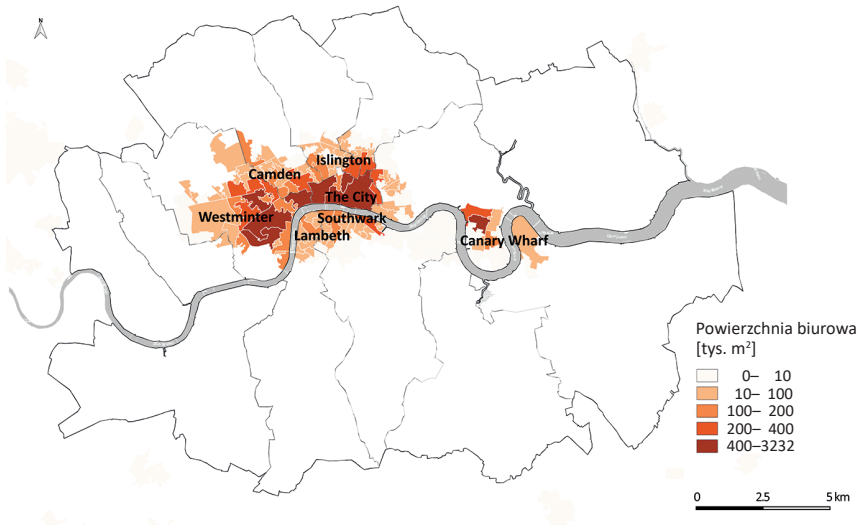 N
Islington
Camden
The City
Westminter
Southwark
Lambeth
Canary Wharf
Powierzchnia biurowa
[tys. m²]
0– 10
10– 100
100– 200
200– 400
400–3232
0 2.5 5 km